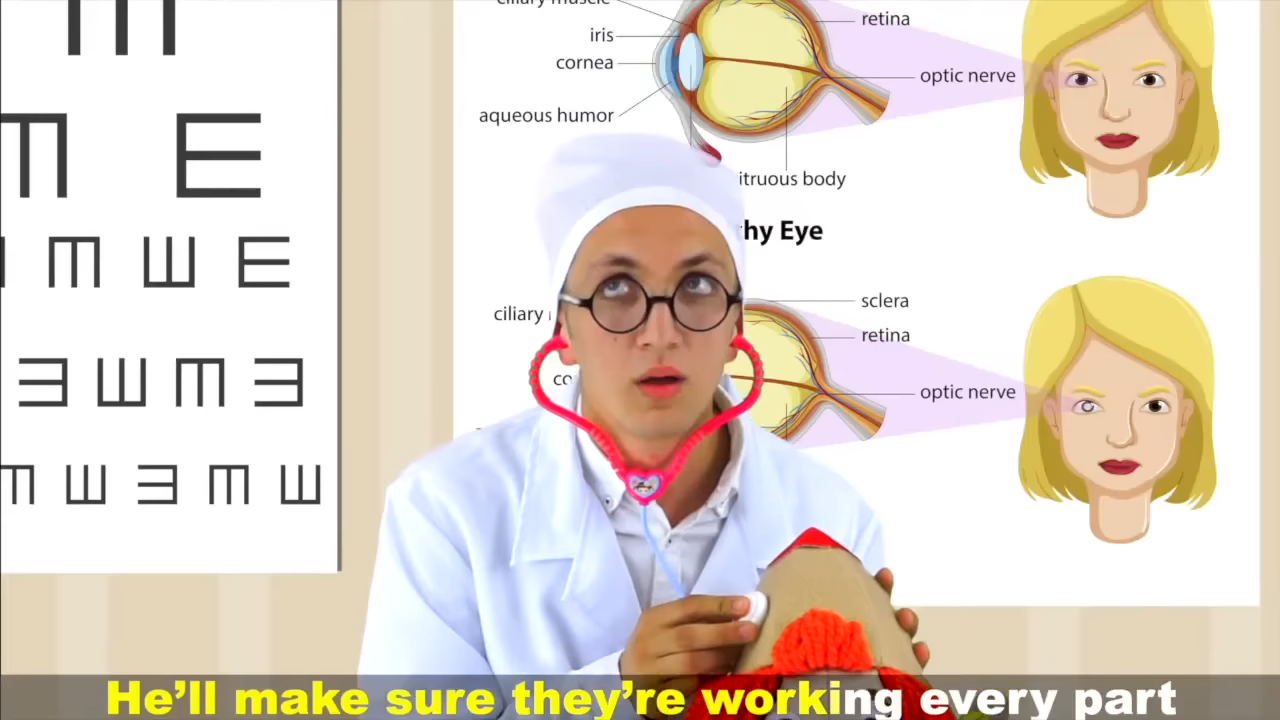 ciliary muscle
retina
iris
cornea
optic nerve
aqueous humor
itruous body
hy Eye
sclera
ciliary
retina
co
optic nerve
He'll make sure they're working every part